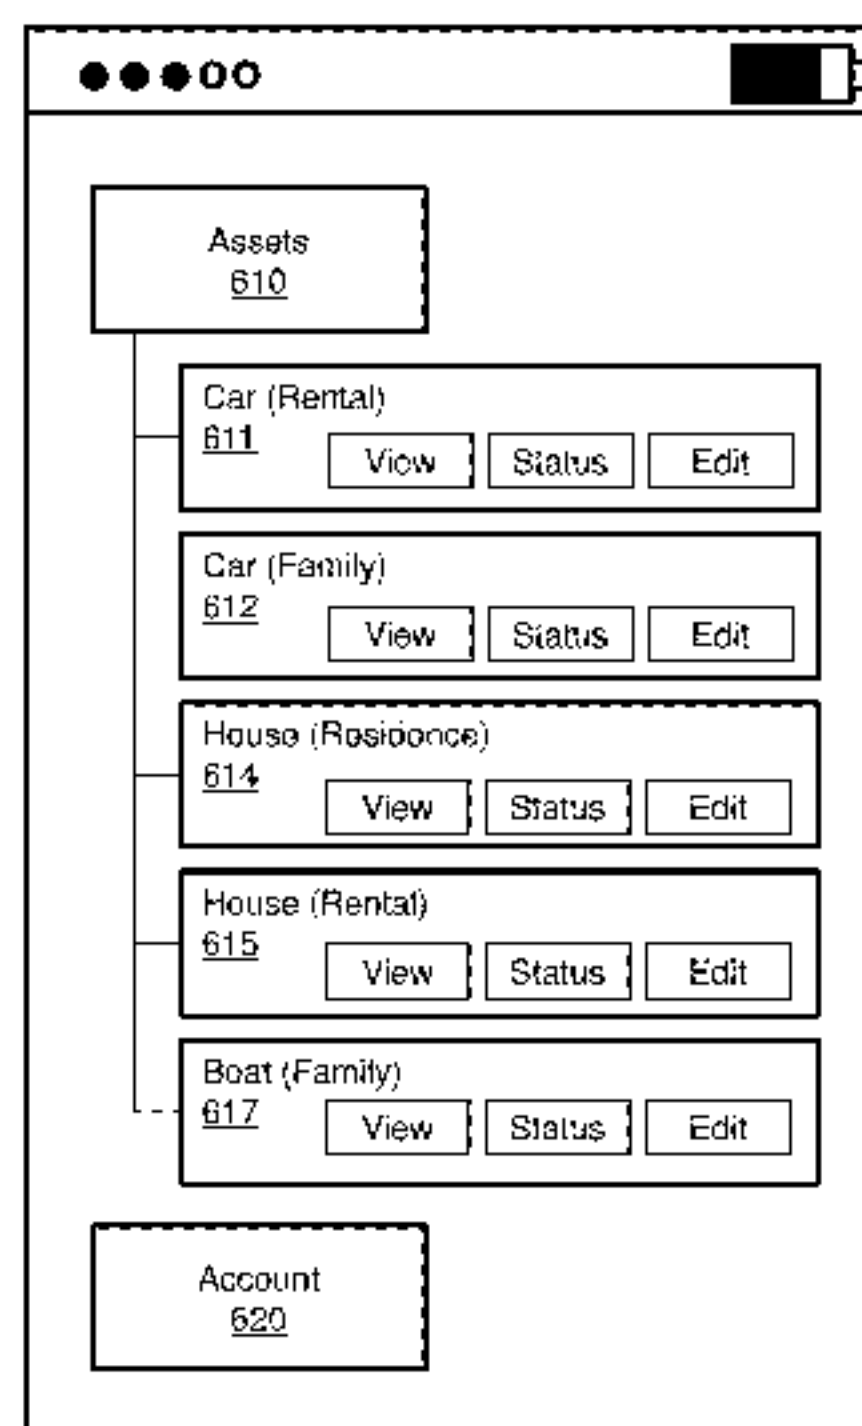 Assets
610
Car (Rental)
611
View Status Edit
Car (Family)
612
View Status Edit
House (Residence)
614
View Status Edit
House (Rental)
615
View Status Edit
Boat (Family)
617
View Status Edit
Account
620